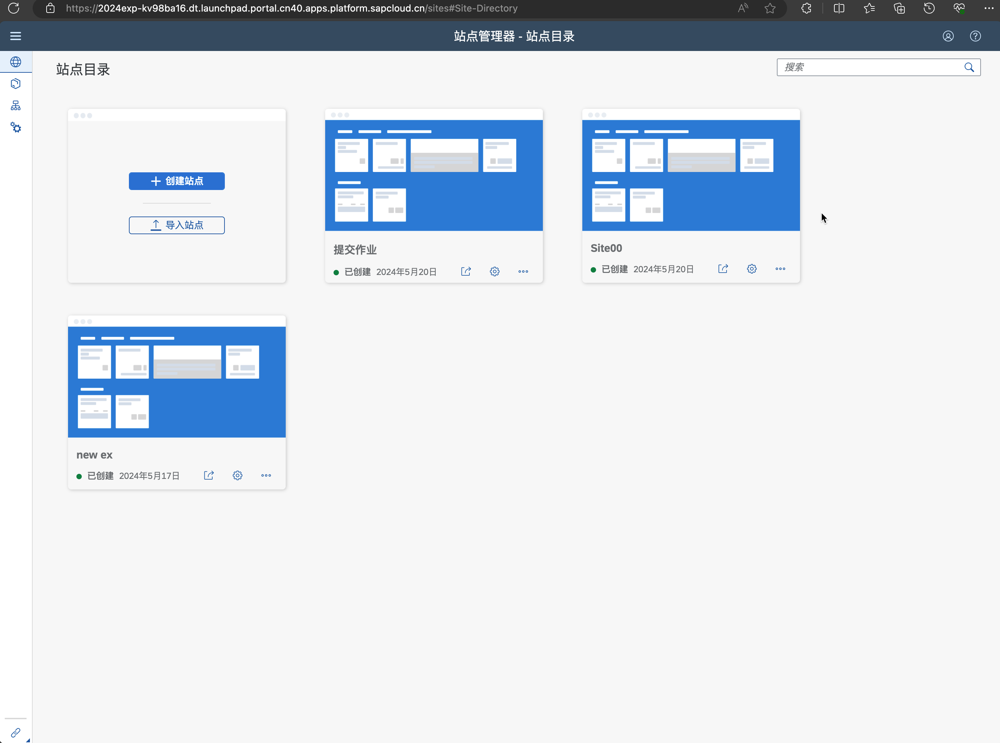 https://2024exp-kv98ba16.dt.launchpad.portal.cn40.apps.platform.sapcloud.cn/sites#Site-Directory
站点管理器 - 站点目录
站点目录
搜索
创建站点
导入站点
提交作业
已创建 2024年5月20日
Site00
已创建 2024年5月20日
new ex
已创建 2024年5月17日